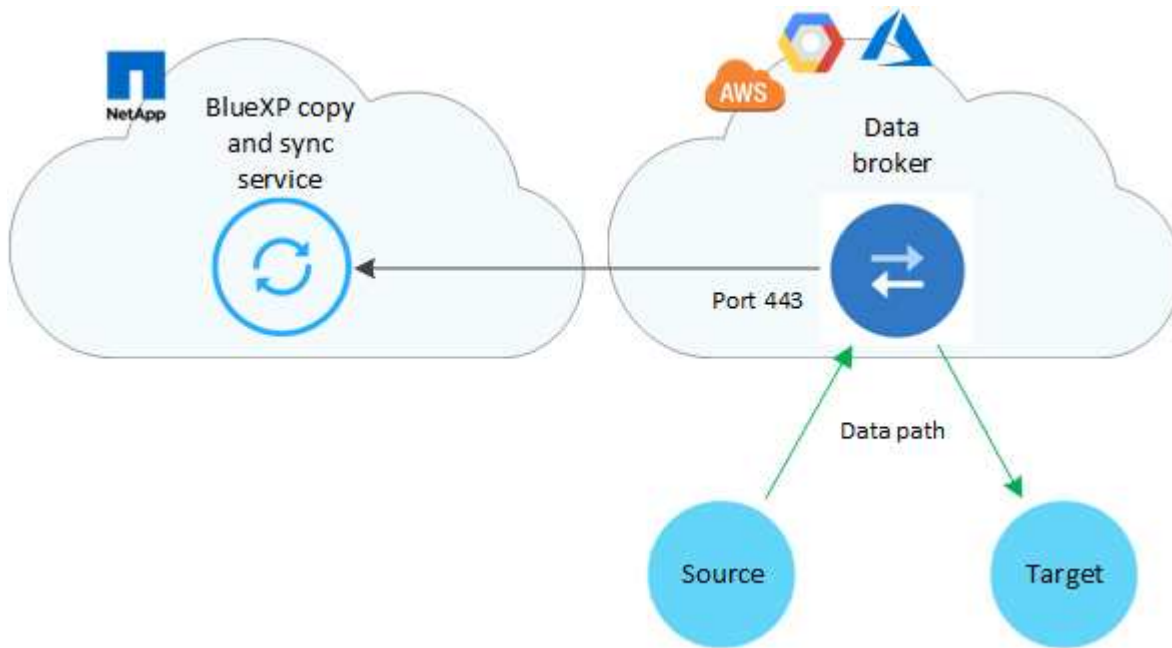 NetApp
BlueXP copy
and sync
service
AWS
Data
broker
Port 443
Data path
Source
Target